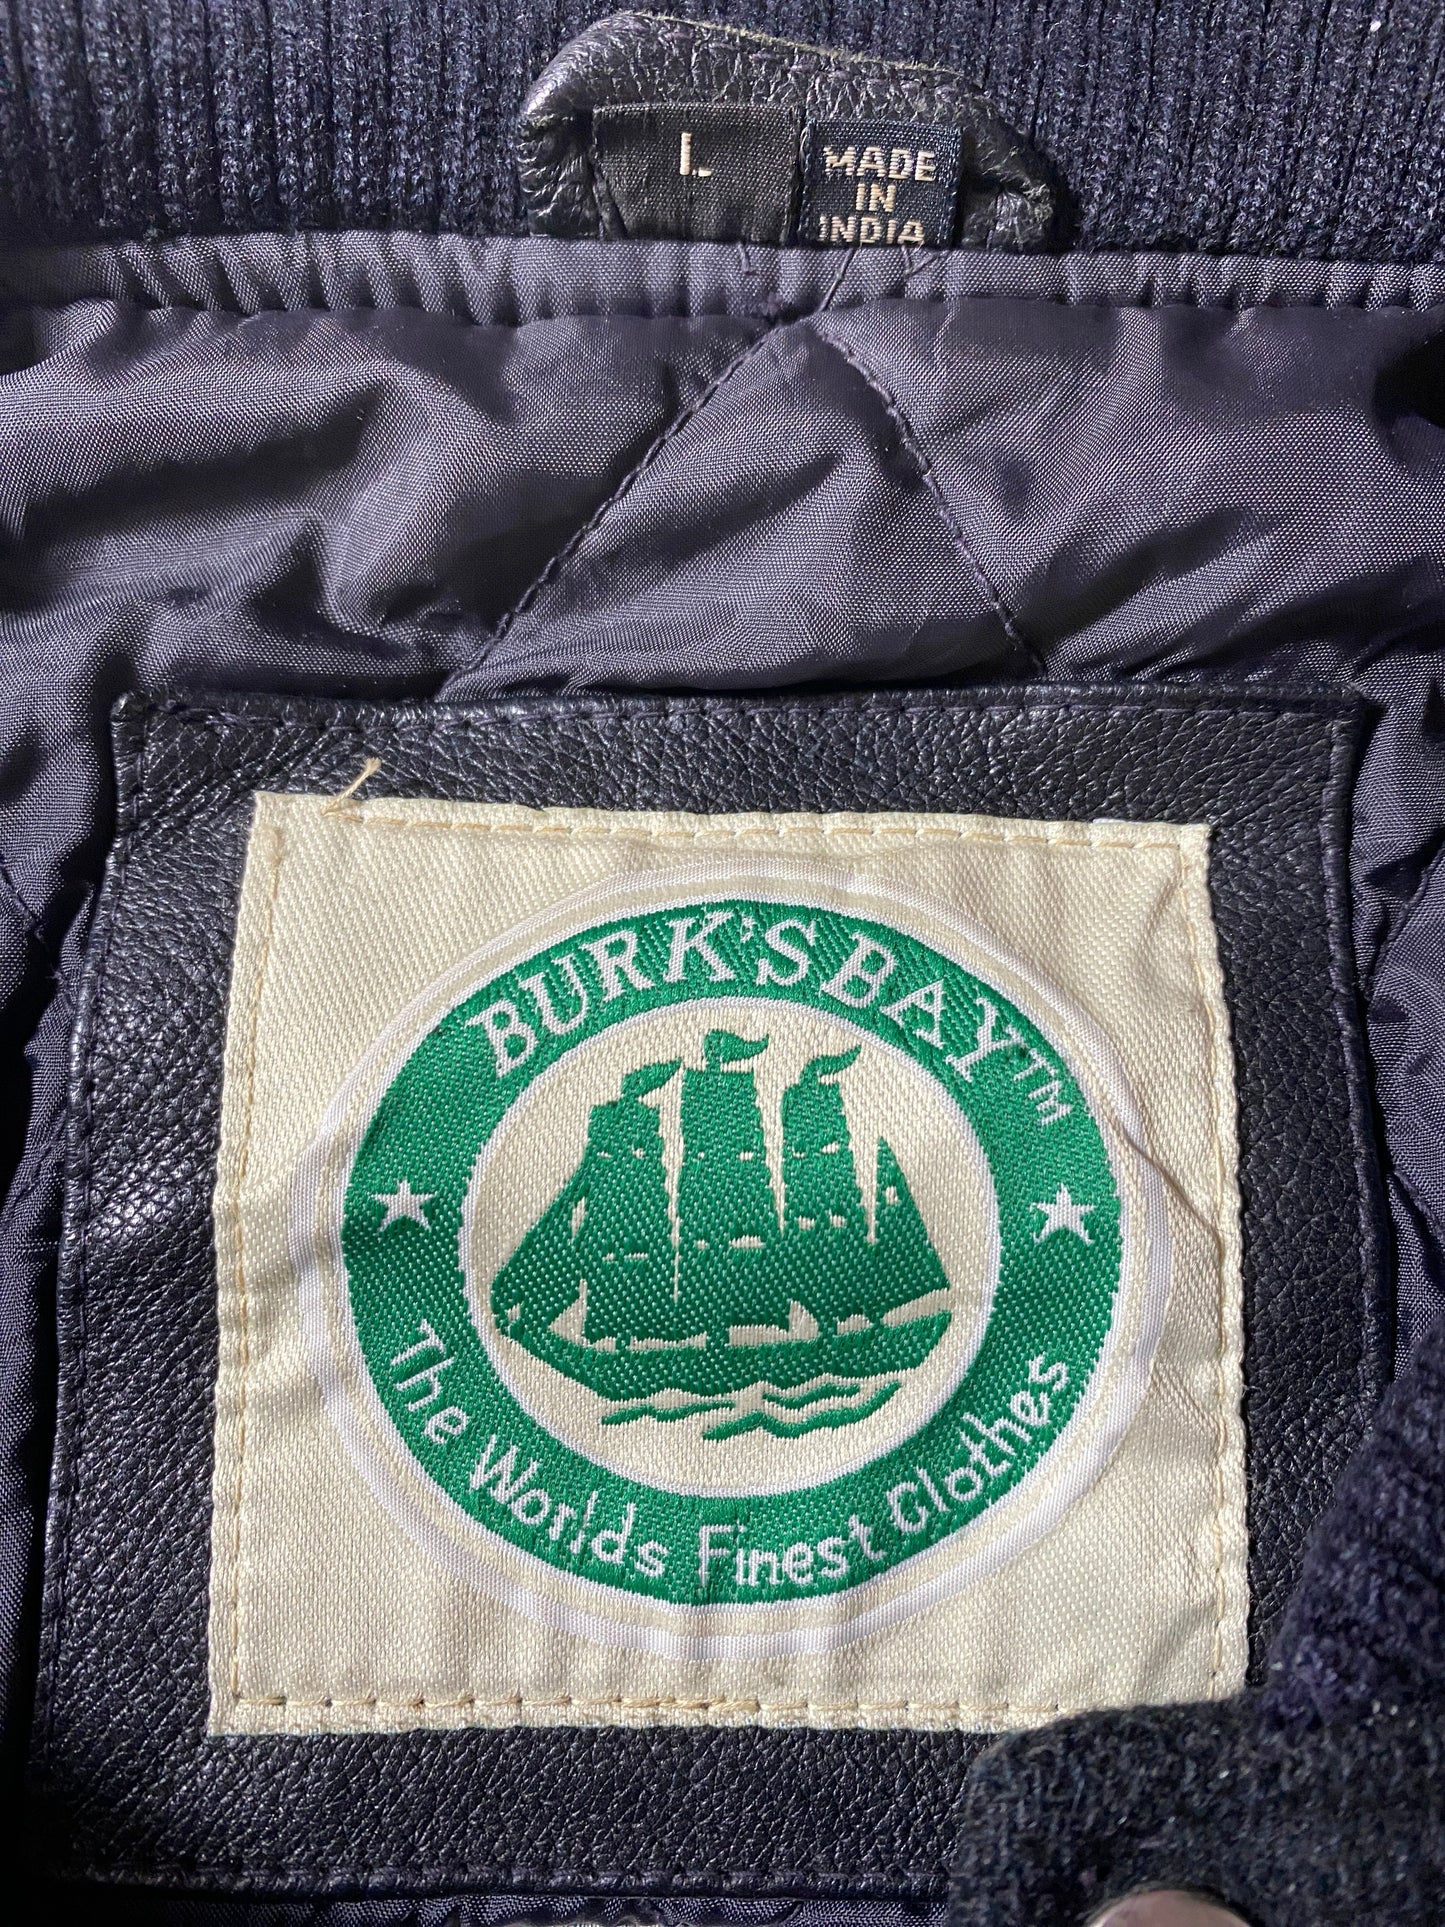 L
MADE
IN
INDIA
BURK'S BAY™
The Worlds Finest Clothes